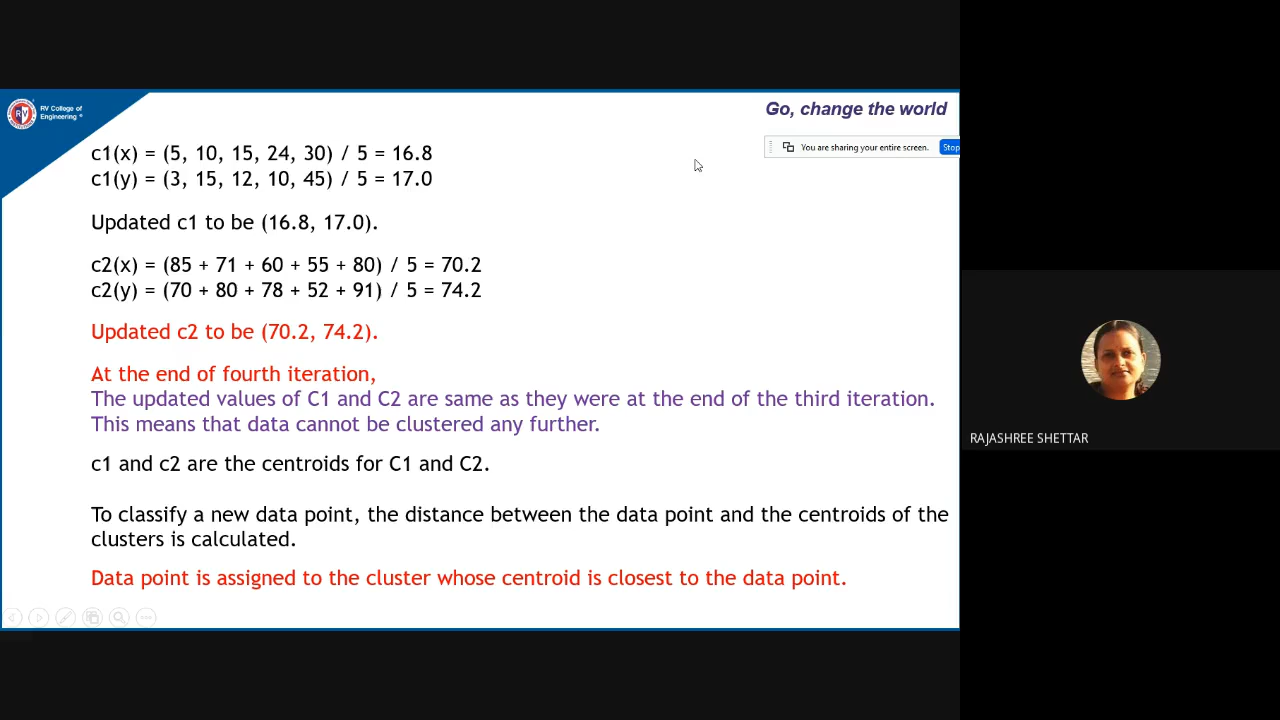 RV College of
Engineering
Go, change the world
You are sharing your entire screen.
Stop
c1(x) = (5, 10, 15, 24, 30) / 5 = 16.8
c1(y) = (3, 15, 12, 10, 45) / 5 = 17.0
Updated c1 to be (16.8, 17.0).
c2(x) = (85 + 71 + 60 + 55 + 80) / 5 = 70.2
c2(y) = (70 + 80 + 78 + 52 + 91) / 5 = 74.2
Updated c2 to be (70.2, 74.2).
At the end of fourth iteration,
The updated values of C1 and C2 are same as they were at the end of the third iteration.
This means that data cannot be clustered any further.
c1 and c2 are the centroids for C1 and C2.
To classify a new data point, the distance between the data point and the centroids of the
clusters is calculated.
Data point is assigned to the cluster whose centroid is closest to the data point.
RAJASHREE SHETTAR